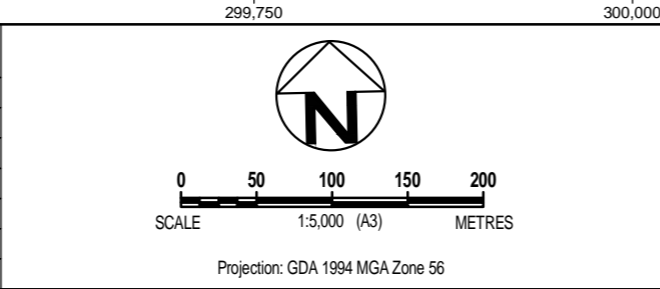 299,750 300,000
N
0 50 100 150 200
SCALE 1:5,000 (A3) METRES
Projection: GDA 1994 MGA Zone 56